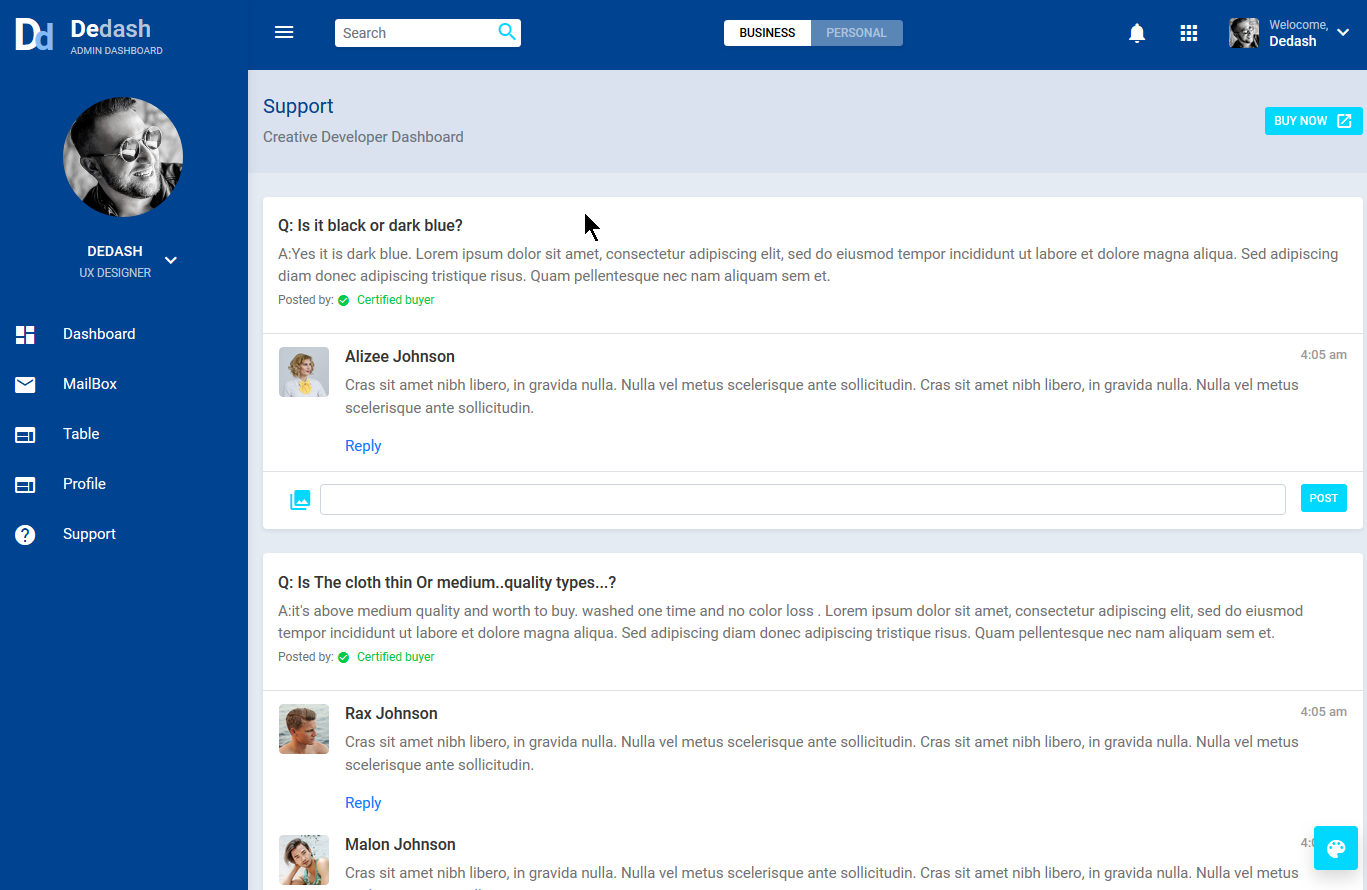 Dd
Dedash
ADMIN DASHBOARD
Search
BUSINESS
PERSONAL
Welocome,
Dedash
DEDASH
UX DESIGNER
Dashboard
MailBox
Table
Profile
Support
Support
Creative Developer Dashboard
BUY NOW
Q: Is it black or dark blue?
A:Yes it is dark blue. Lorem ipsum dolor sit amet, consectetur adipiscing elit, sed do eiusmod tempor incididunt ut labore et dolore magna aliqua. Sed adipiscing
diam donec adipiscing tristique risus. Quam pellentesque nec nam aliquam sem et.
Posted by: Certified buyer
Alizee Johnson
4:05 am
Cras sit amet nibh libero, in gravida nulla. Nulla vel metus scelerisque ante sollicitudin. Cras sit amet nibh libero, in gravida nulla. Nulla vel metus
scelerisque ante sollicitudin.
Reply
POST
Q: Is The cloth thin Or medium..quality types...?
A:it's above medium quality and worth to buy. washed one time and no color loss . Lorem ipsum dolor sit amet, consectetur adipiscing elit, sed do eiusmod
tempor incididunt ut labore et dolore magna aliqua. Sed adipiscing diam donec adipiscing tristique risus. Quam pellentesque nec nam aliquam sem et.
Posted by: Certified buyer
Rax Johnson
4:05 am
Cras sit amet nibh libero, in gravida nulla. Nulla vel metus scelerisque ante sollicitudin. Cras sit amet nibh libero, in gravida nulla. Nulla vel metus
scelerisque ante sollicitudin.
Reply
Malon Johnson
Cras sit amet nibh libero, in gravida nulla. Nulla vel metus scelerisque ante sollicitudin. Cras sit amet nibh libero, in gravida nulla. Nulla vel metus